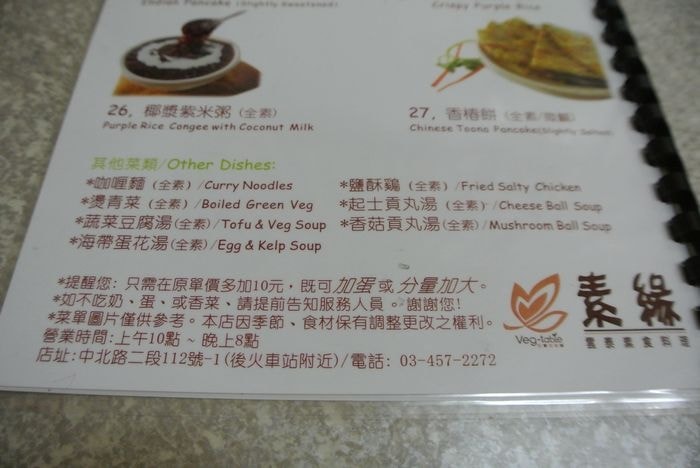 Indian Pancake (Slightly Sweetened)
Crispy Purple Rice
26, 椰漿紫米粥 (全素)
Purple Rice Congee with Coconut Milk
27, 香椿餅 (全素/微鹹)
Chinese Toona Pancake(Slightly Salted)
其他菜類/Other Dishes:
*咖喱麵 (全素) /Curry Noodles
*鹽酥鷄 (全素) /Fried Salty Chicken
*燙青菜 (全素) /Boiled Green Veg
*起士貢丸湯 (全素) /Cheese Ball Soup
*蔬菜豆腐湯(全素) /Tofu & Veg Soup
*香菇貢丸湯(全素) /Mushroom Ball Soup
*海帶蛋花湯(全素) /Egg & Kelp Soup
*提醒您: 只需在原單價多加10元, 既可加蛋或分量加大。
*如不吃奶、蛋、或香菜、請提前告知服務人員。謝謝您!
*菜單圖片僅供參考。本店因季節、食材保有調整更改之權利。
營業時間:上午10點 ~ 晚上8點
店址:中北路二段112號-1(後火車站附近)/電話: 03-457-2272
Veg-table
素緣
雲泰素食料理